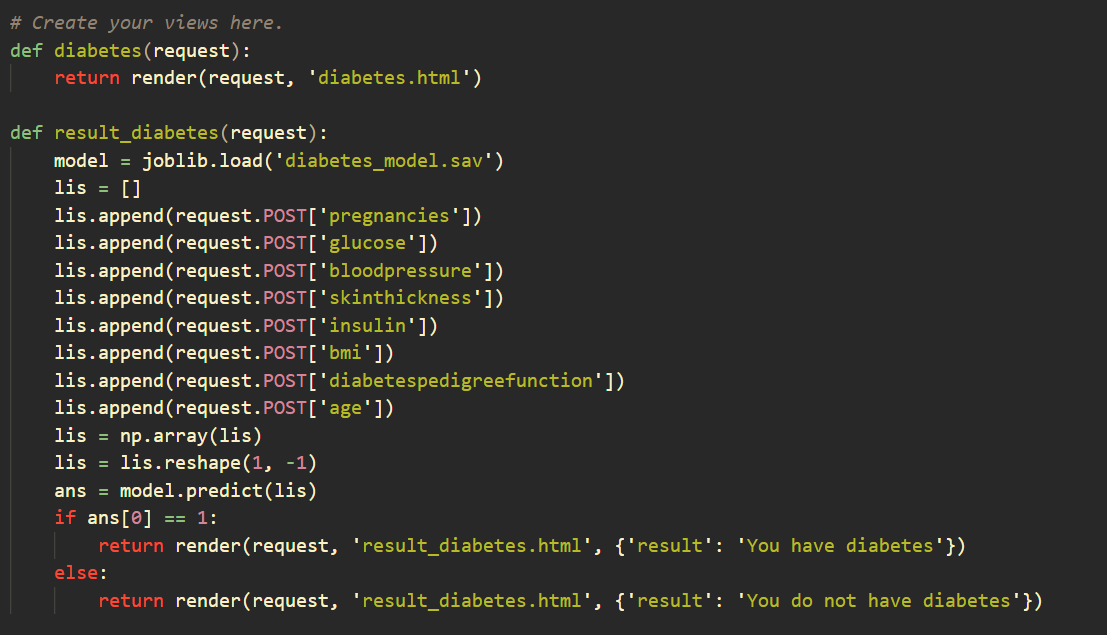 # Create your views here.
def diabetes(request):
    return render(request, 'diabetes.html')

def result_diabetes(request):
    model = joblib.load('diabetes_model.sav')
    lis = []
    lis.append(request.POST['pregnancies'])
    lis.append(request.POST['glucose'])
    lis.append(request.POST['bloodpressure'])
    lis.append(request.POST['skinthickness'])
    lis.append(request.POST['insulin'])
    lis.append(request.POST['bmi'])
    lis.append(request.POST['diabetespedigreefunction'])
    lis.append(request.POST['age'])
    lis = np.array(lis)
    lis = lis.reshape(1, -1)
    ans = model.predict(lis)
    if ans[0] == 1:
        return render(request, 'result_diabetes.html', {'result': 'You have diabetes'})
    else:
        return render(request, 'result_diabetes.html', {'result': 'You do not have diabetes'})